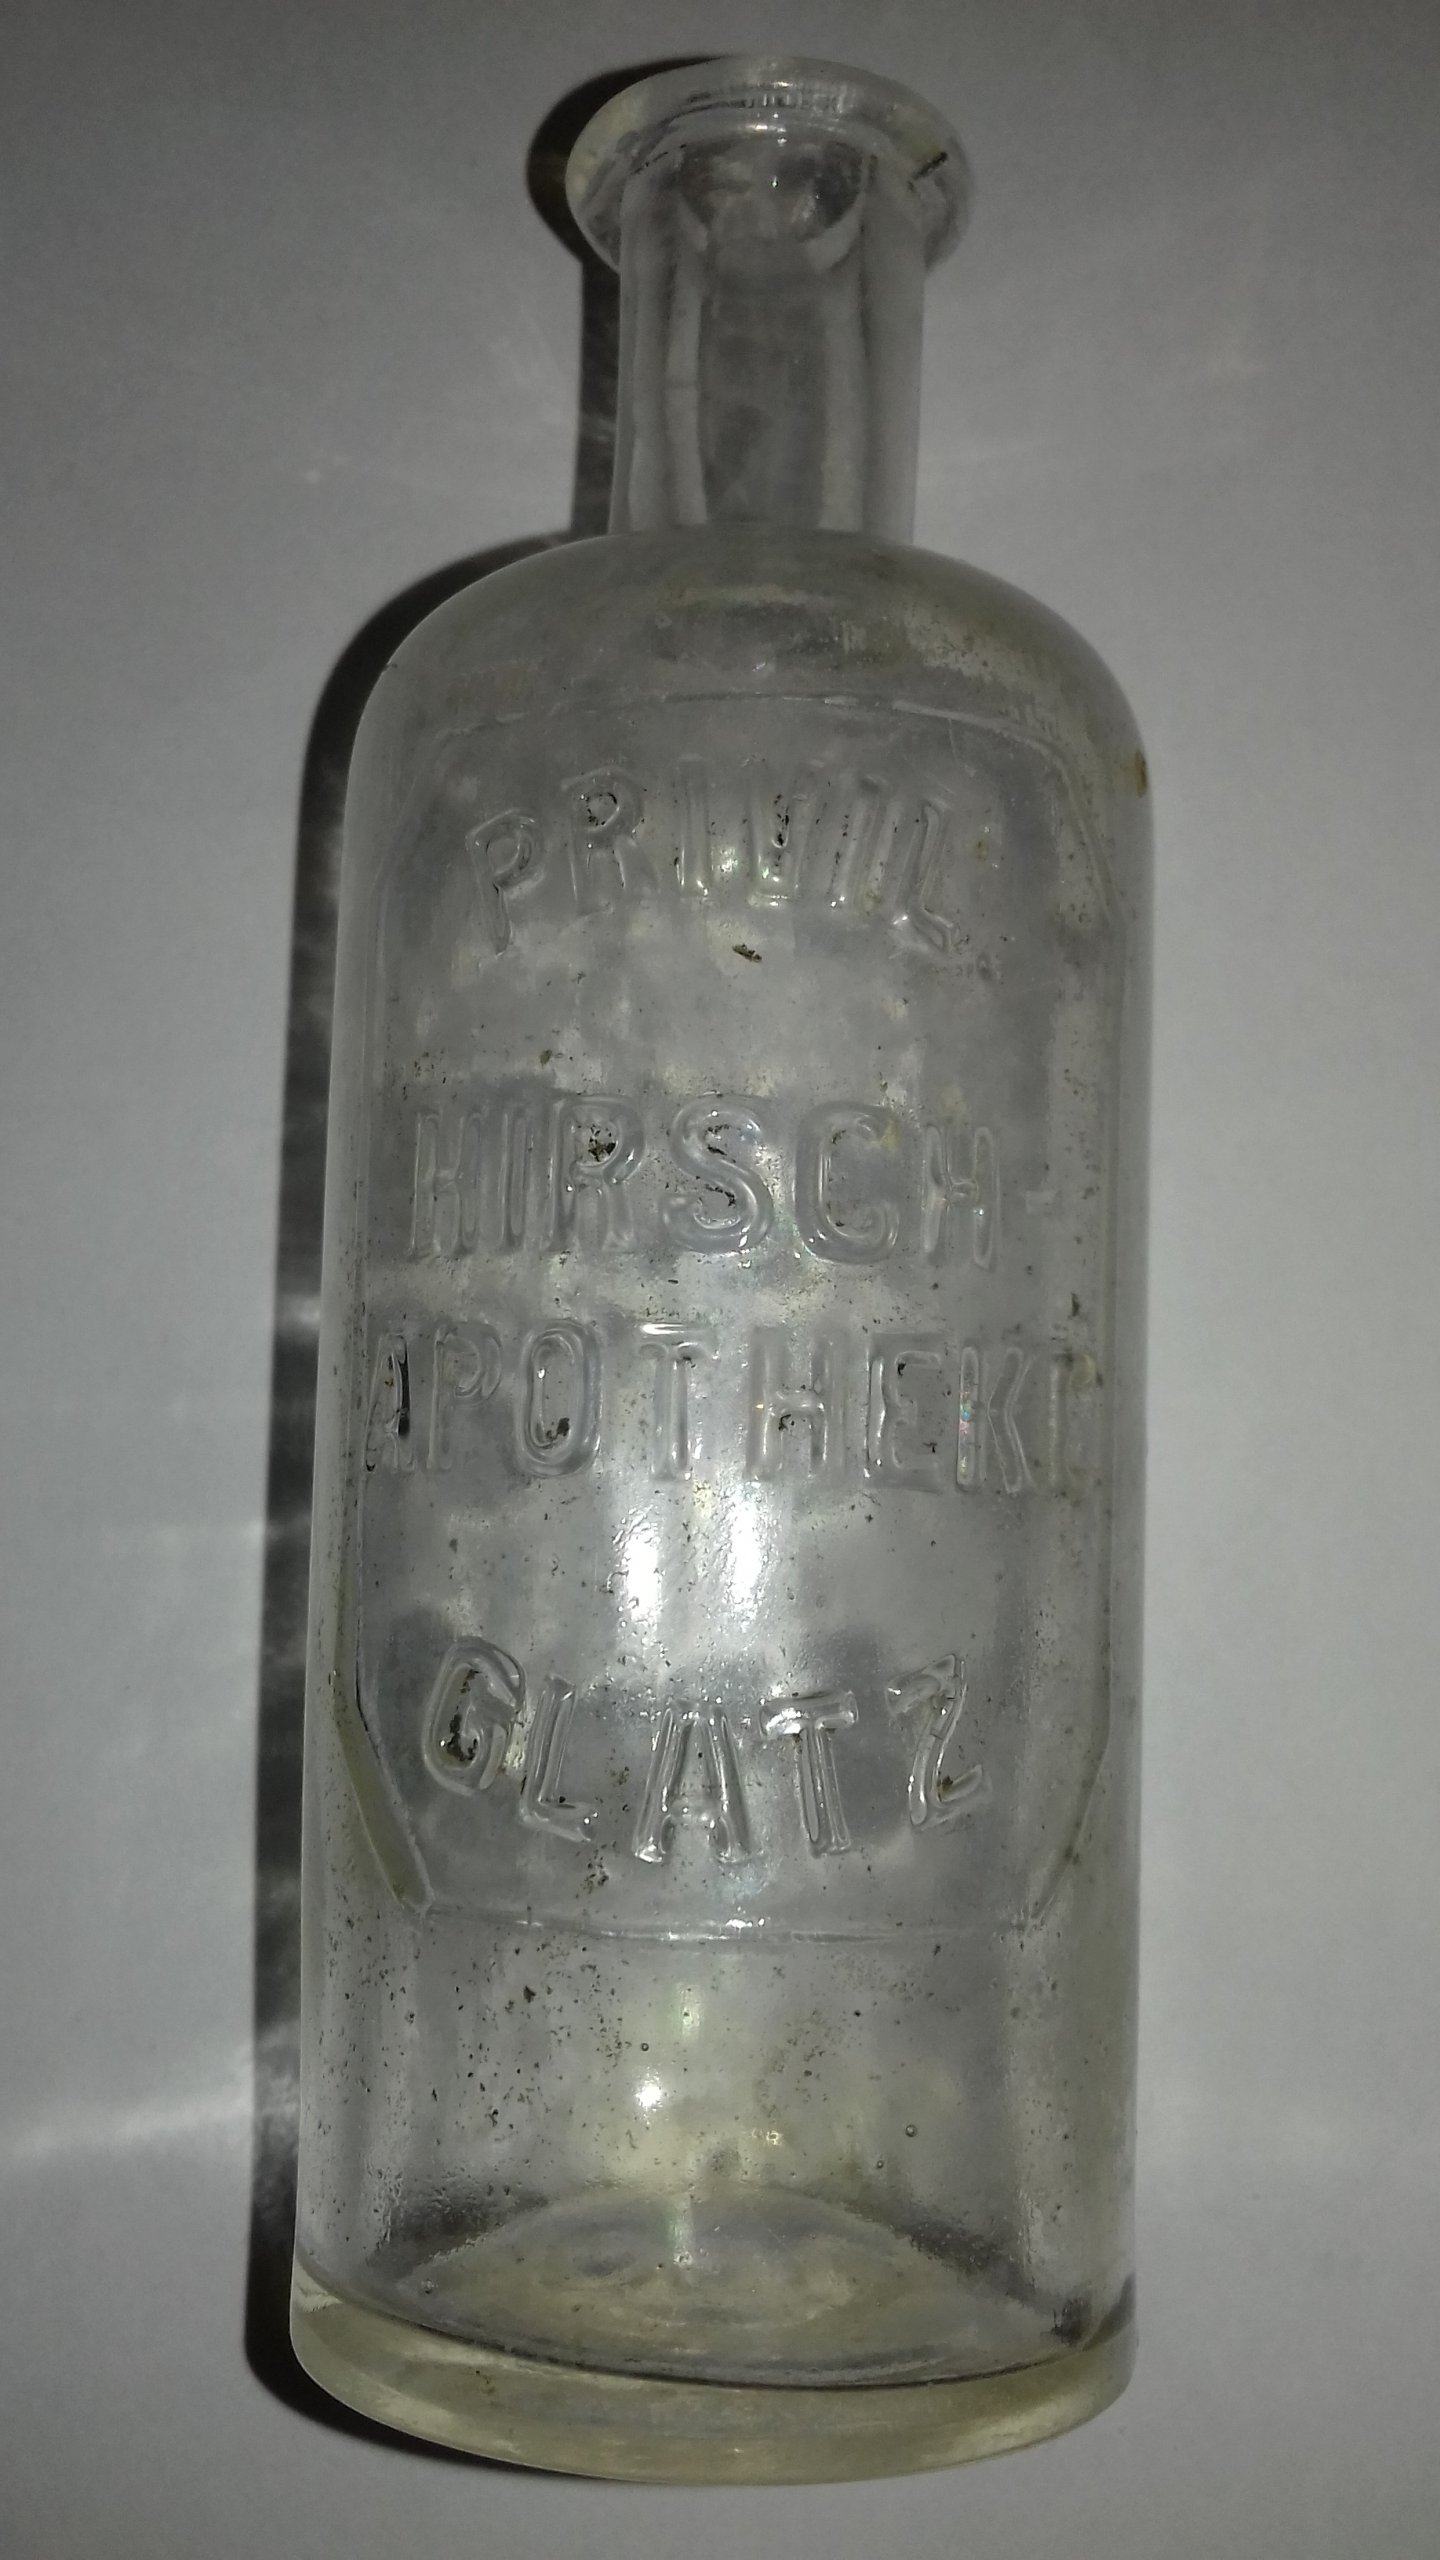 PRIVIL.
HIRSCH-
APOTHEKE
GLATZ